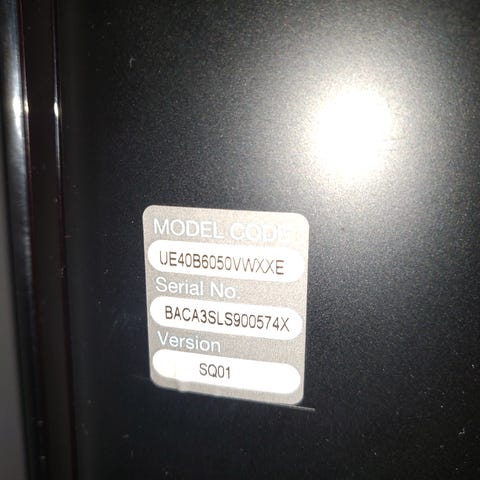 MODEL CODE
UE40B6050VWXXE
Serial No.
BACA3SLS900574X
Version
SQ01